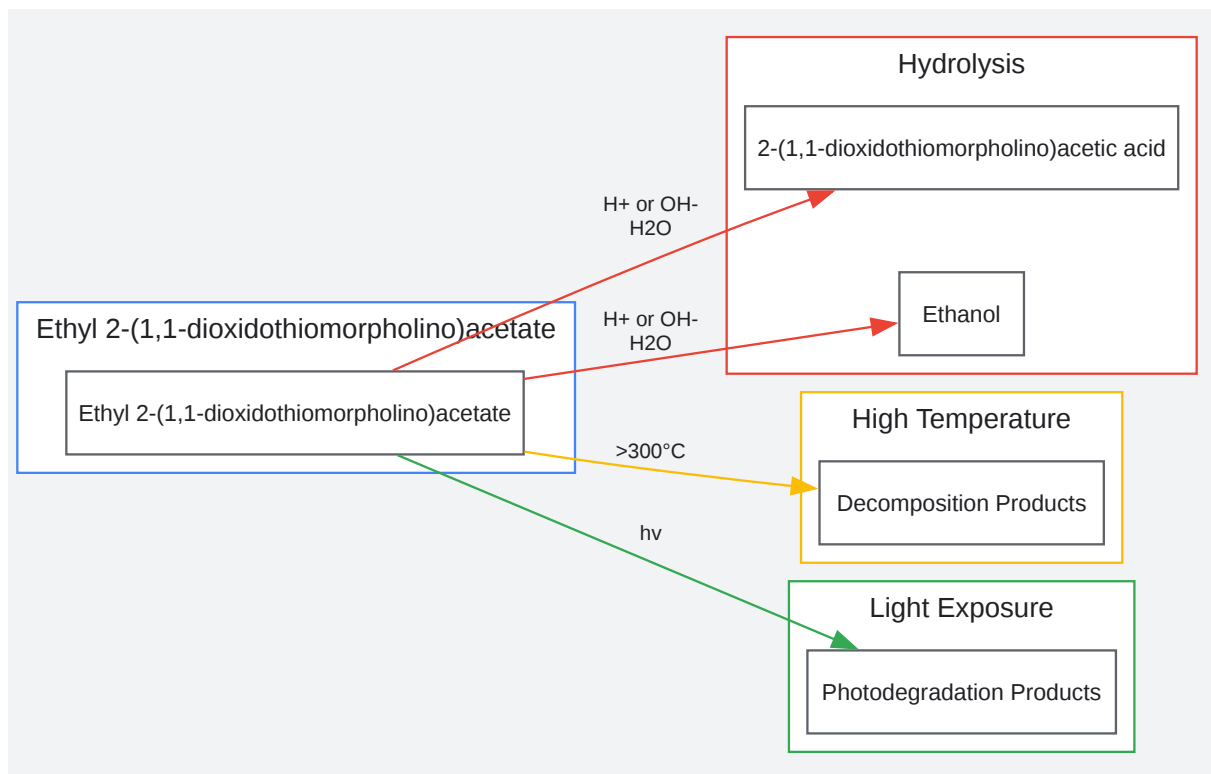 Hydrolysis
2-(1,1-dioxidothiomorpholino)acetic acid
H+ or OH-
H2O
Ethanol
H+ or OH-
H2O
Ethyl 2-(1,1-dioxidothiomorpholino)acetate
Ethyl 2-(1,1-dioxidothiomorpholino)acetate
High Temperature
>300°C
Decomposition Products
hv
Light Exposure
Photodegradation Products